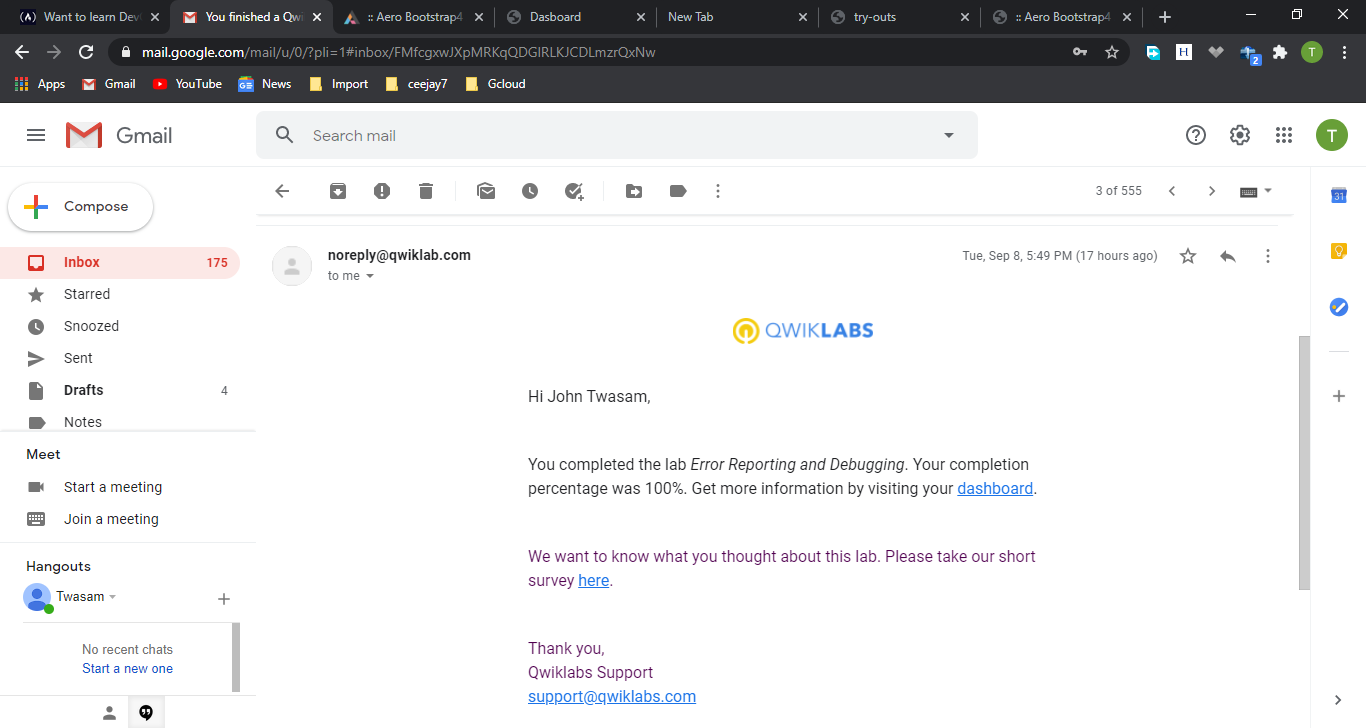 Want to learn Dev
You finished a Qwi
:: Aero Bootstrap4
Dasboard
New Tab
try-outs
:: Aero Bootstrap4
mail.google.com/mail/u/0/?pli=1#inbox/FMfcgxwJXpMRKqQDGlRLKJCDLmzrQxNw
H
2
T
Apps
Gmail
YouTube
GE
News
Import
ceejay7
Gcloud
Gmail
Search mail
T
Compose
3 of 555
31
Inbox 175
Starred
Snoozed
Sent
Drafts 4
Notes
Meet
Start a meeting
Join a meeting
Hangouts
Twasam
No recent chats
Start a new one
noreply@qwiklab.com
Tue, Sep 8, 5:49 PM (17 hours ago)
to me
QWIKLABS
Hi John Twasam,
You completed the lab Error Reporting and Debugging. Your completion
percentage was 100%. Get more information by visiting your dashboard.
We want to know what you thought about this lab. Please take our short
survey here.
Thank you,
Qwiklabs Support
support@qwiklabs.com